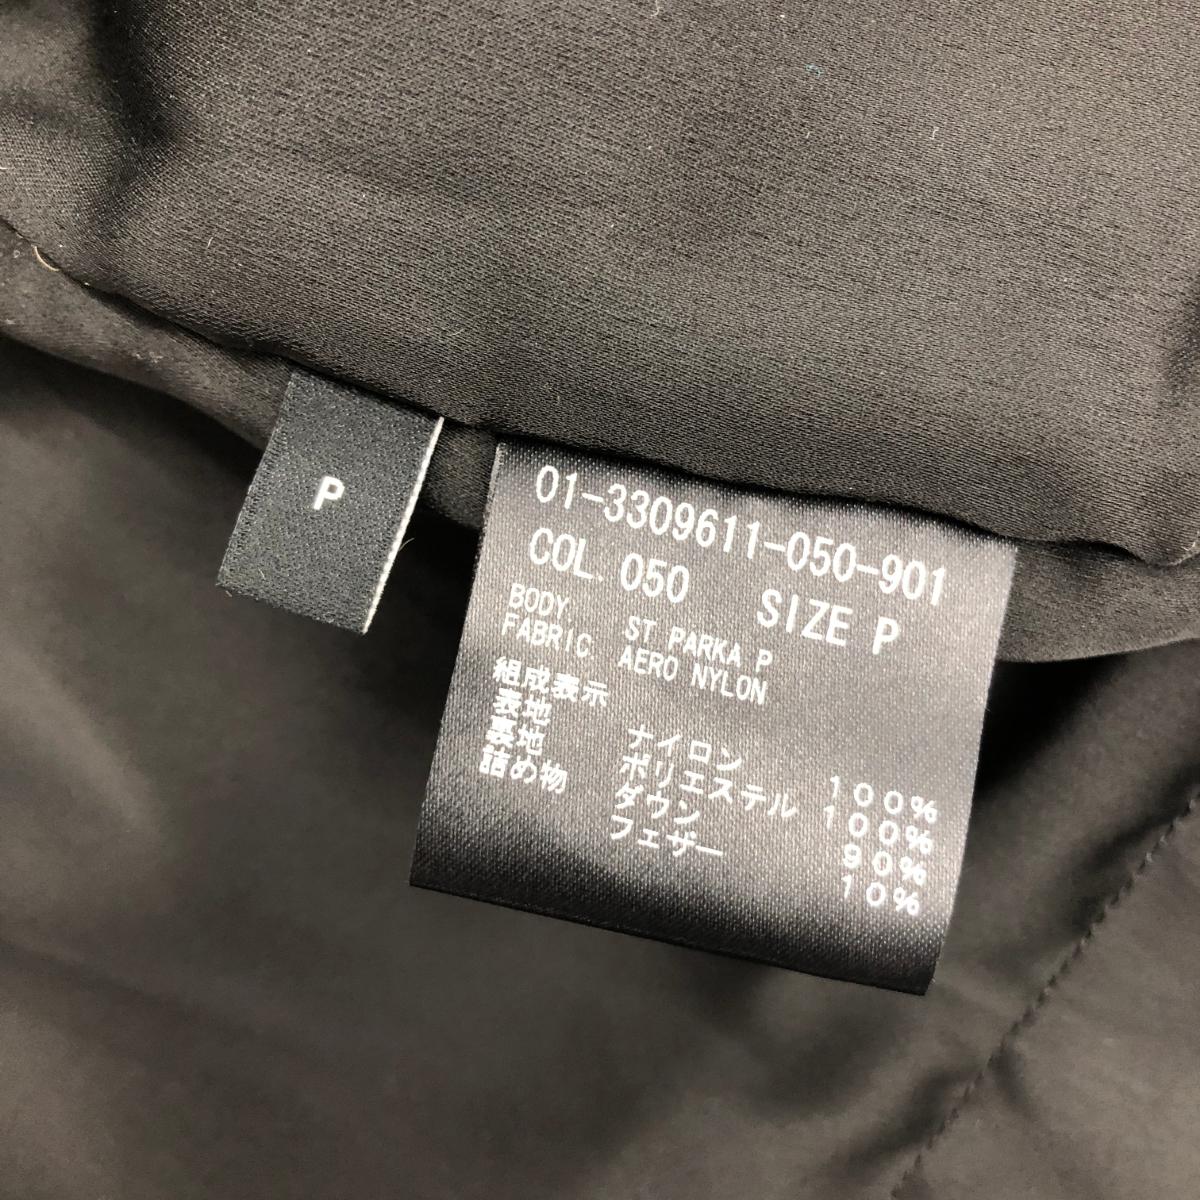 P
01-3309611-050-901
COL. 050 SIZE P
BODY. ST PARKA P
FABRIC. AERO NYLON
組成表示
表地 ナイロン 100%
裏地 ポリエステル 100%
詰め物 ダウン 90%
フェザー 10%